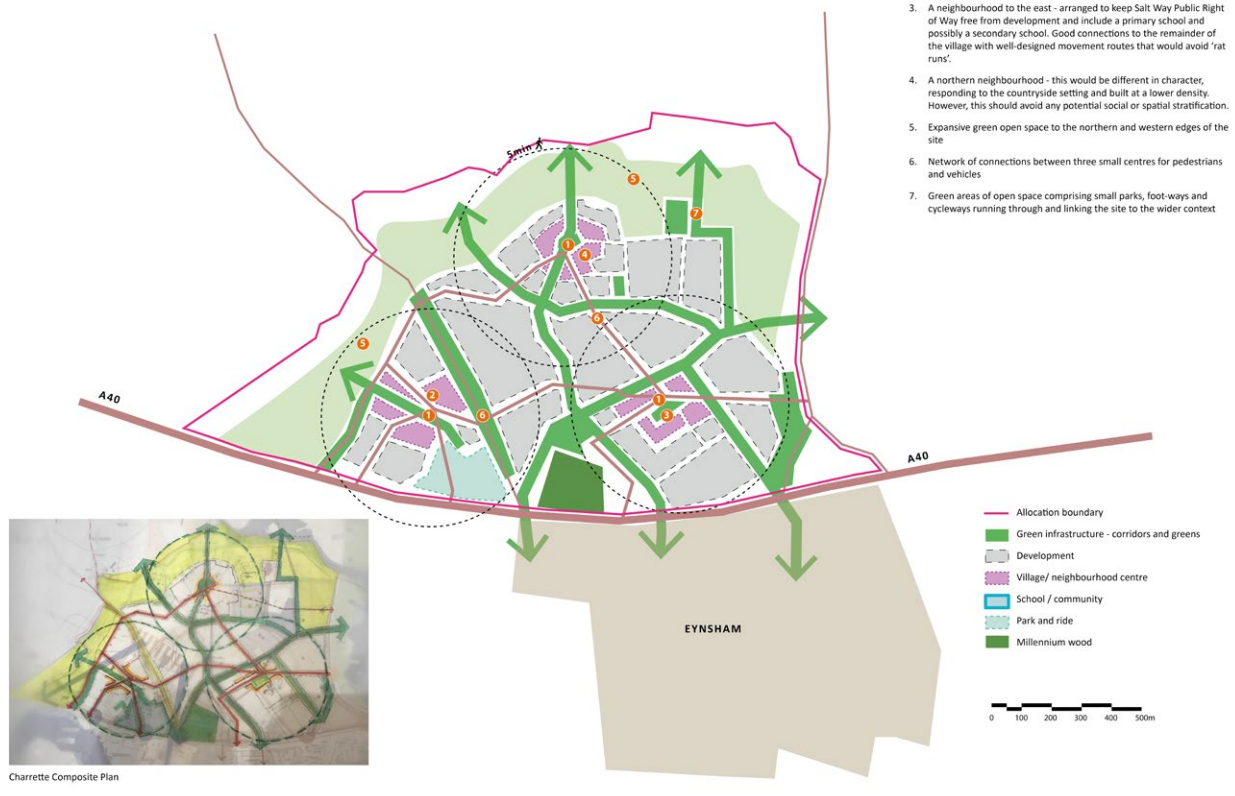 3. A neighbourhood to the east - arranged to keep Salt Way Public Right
of Way free from development and include a primary school and
possibly a secondary school. Good connections to the remainder of
the village with well-designed movement routes that would avoid ‘rat
runs’.
4. A northern neighbourhood - this would be different in character,
responding to the countryside setting and built at a lower density.
However, this should avoid any potential social or spatial stratification.
5. Expansive green open space to the northern and western edges of the
site
6. Network of connections between three small centres for pedestrians
and vehicles
7. Green areas of open space comprising small parks, foot-ways and
cycleways running through and linking the site to the wider context
5min
5
7
1
4
6
5
2
1
6
1
3
A40
A40
EYNSHAM
Allocation boundary
Green infrastructure - corridors and greens
Development
Village/ neighbourhood centre
School / community
Park and ride
Millennium wood
0 100 200 300 400 500m
Charrette Composite Plan